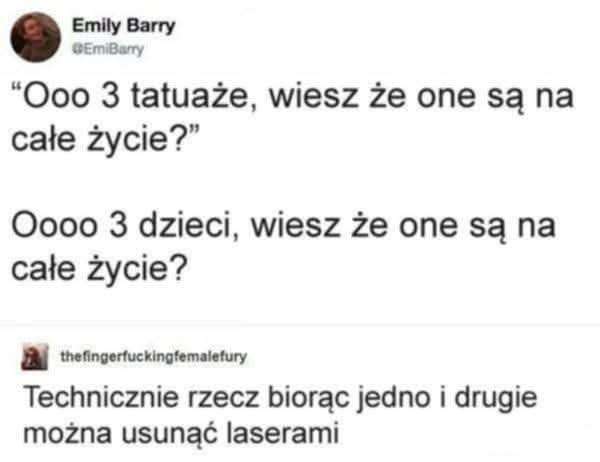 Emily Barry
@EmiBarry
“Ooo 3 tatuaże, wiesz że one są na
całe życie?”
Oooo 3 dzieci, wiesz że one są na
całe życie?
thefingerfuckingfemalefury
Technicznie rzecz biorąc jedno i drugie
można usunąć laserami